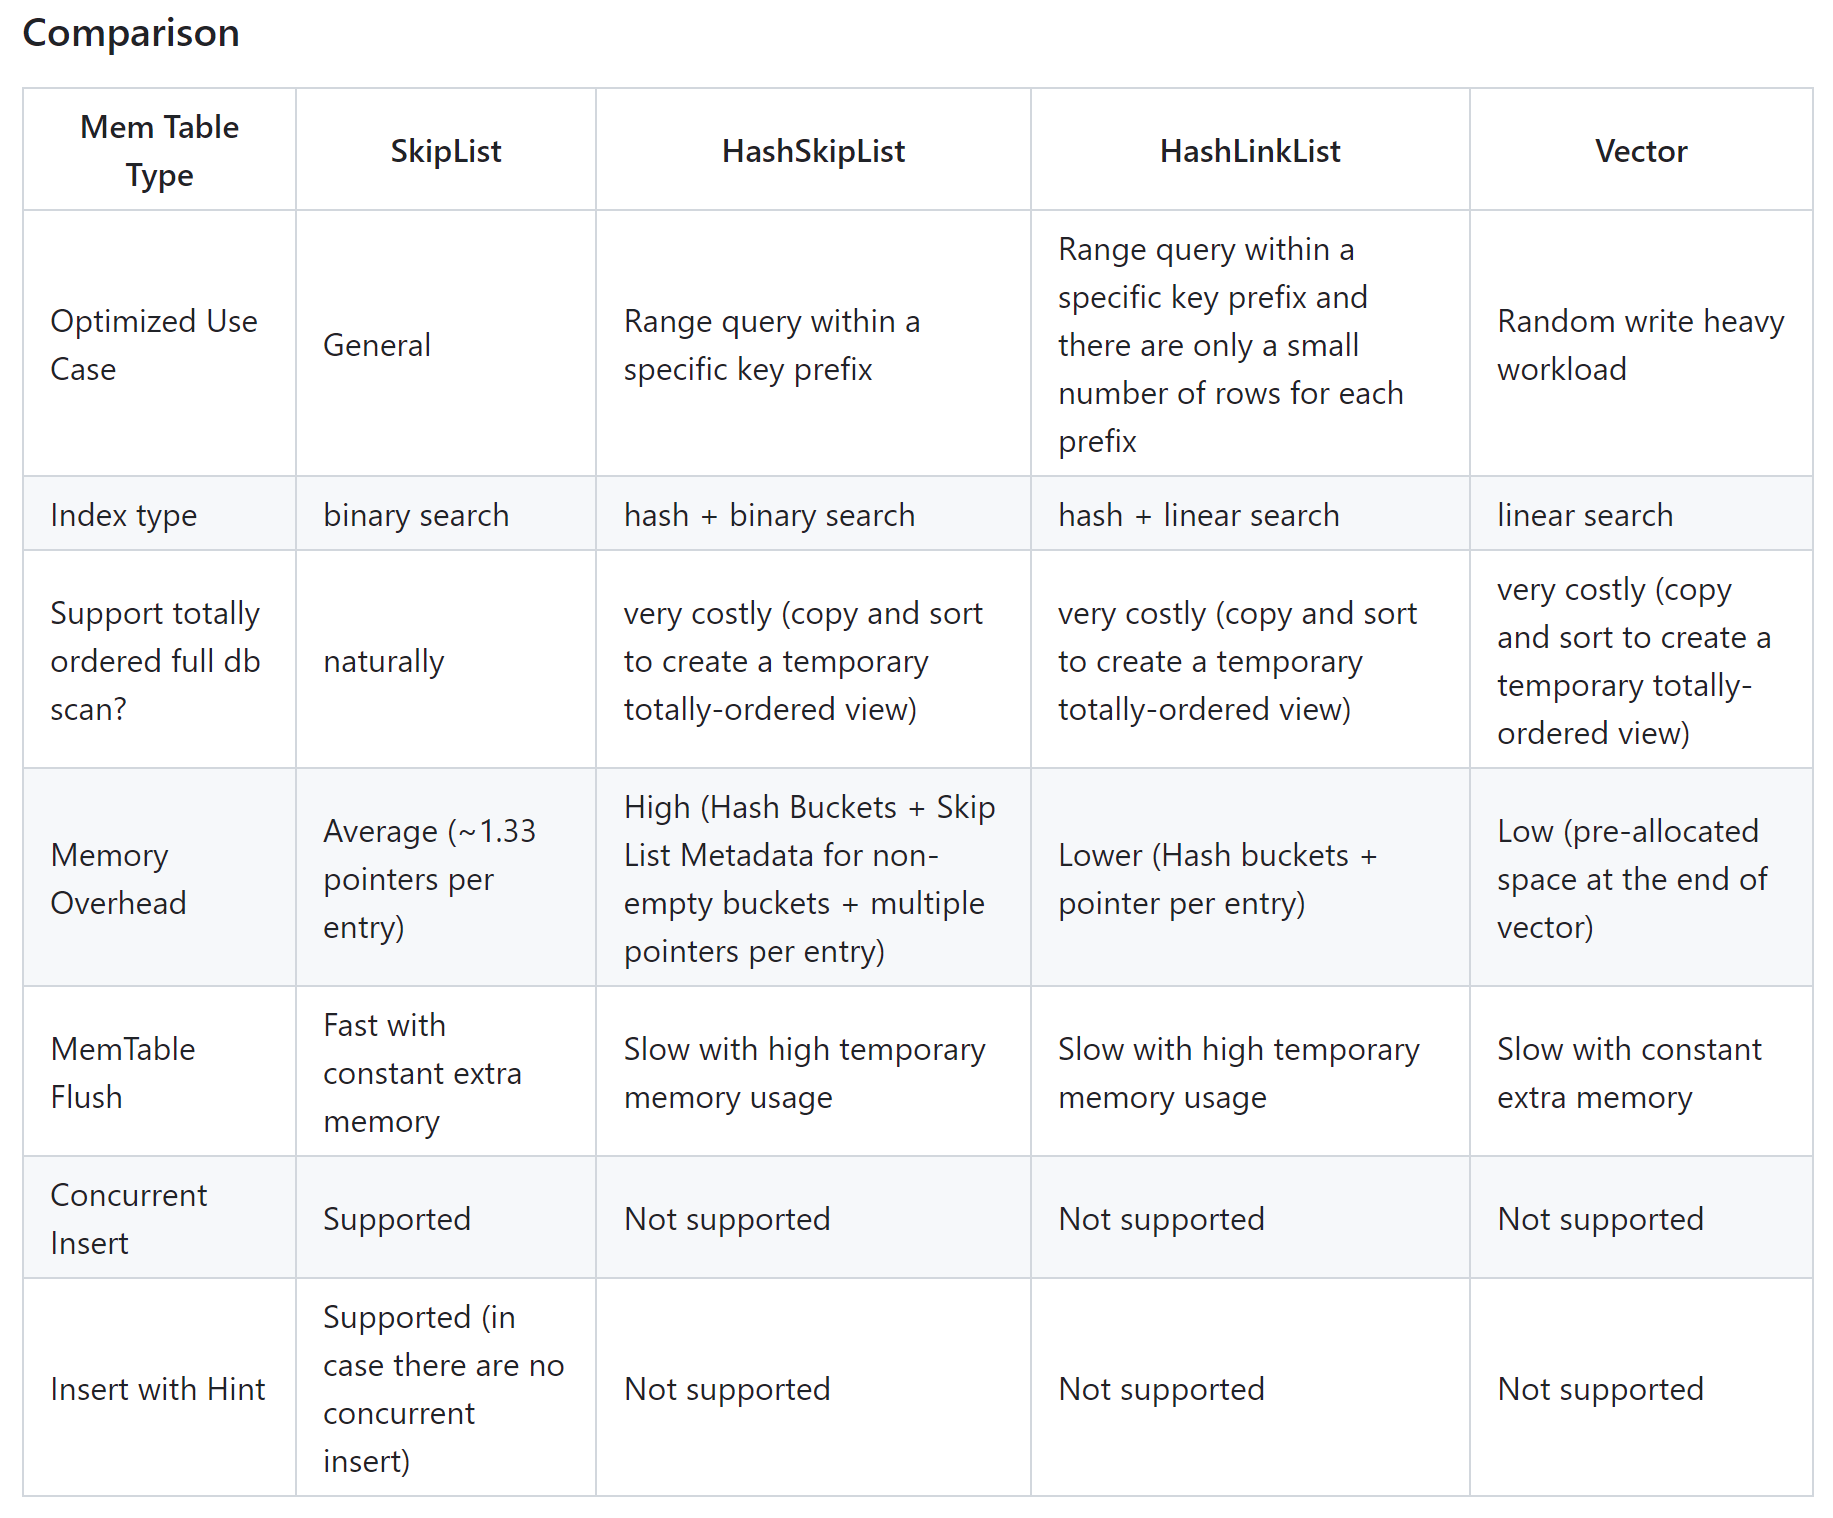 Comparison
Mem Table
Type
SkipList
HashSkipList
HashLinkList
Vector
Optimized Use
Case
General
Range query within a
specific key prefix
Range query within a
specific key prefix and
there are only a small
number of rows for each
prefix
Random write heavy
workload
Index type
binary search
hash + binary search
hash + linear search
linear search
Support totally
ordered full db
scan?
naturally
very costly (copy and sort
to create a temporary
totally-ordered view)
very costly (copy and sort
to create a temporary
totally-ordered view)
very costly (copy
and sort to create a
temporary totally-
ordered view)
Memory
Overhead
Average (~1.33
pointers per
entry)
High (Hash Buckets + Skip
List Metadata for non-
empty buckets + multiple
pointers per entry)
Lower (Hash buckets +
pointer per entry)
Low (pre-allocated
space at the end of
vector)
MemTable
Flush
Fast with
constant extra
memory
Slow with high temporary
memory usage
Slow with high temporary
memory usage
Slow with constant
extra memory
Concurrent
Insert
Supported
Not supported
Not supported
Not supported
Insert with Hint
Supported (in
case there are no
concurrent
insert)
Not supported
Not supported
Not supported